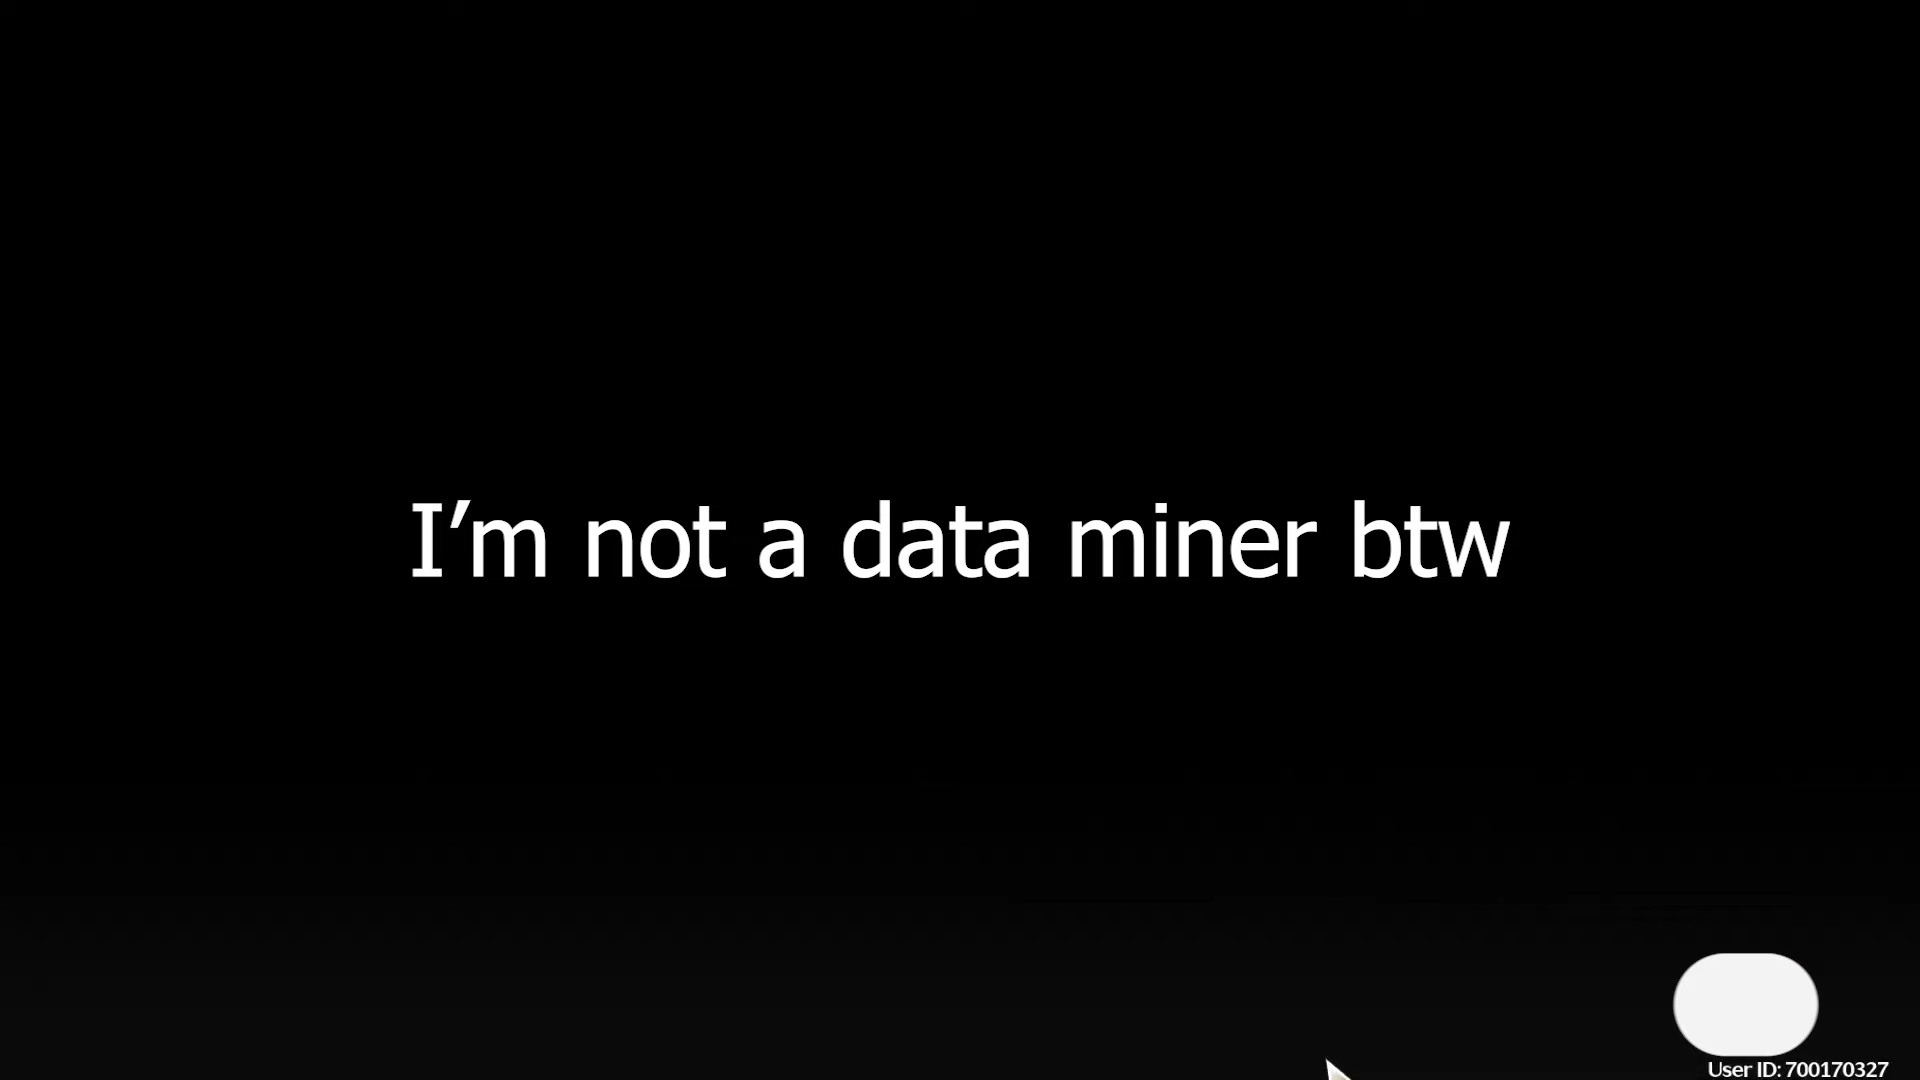 I’m not a data miner btw
User ID: 700170327